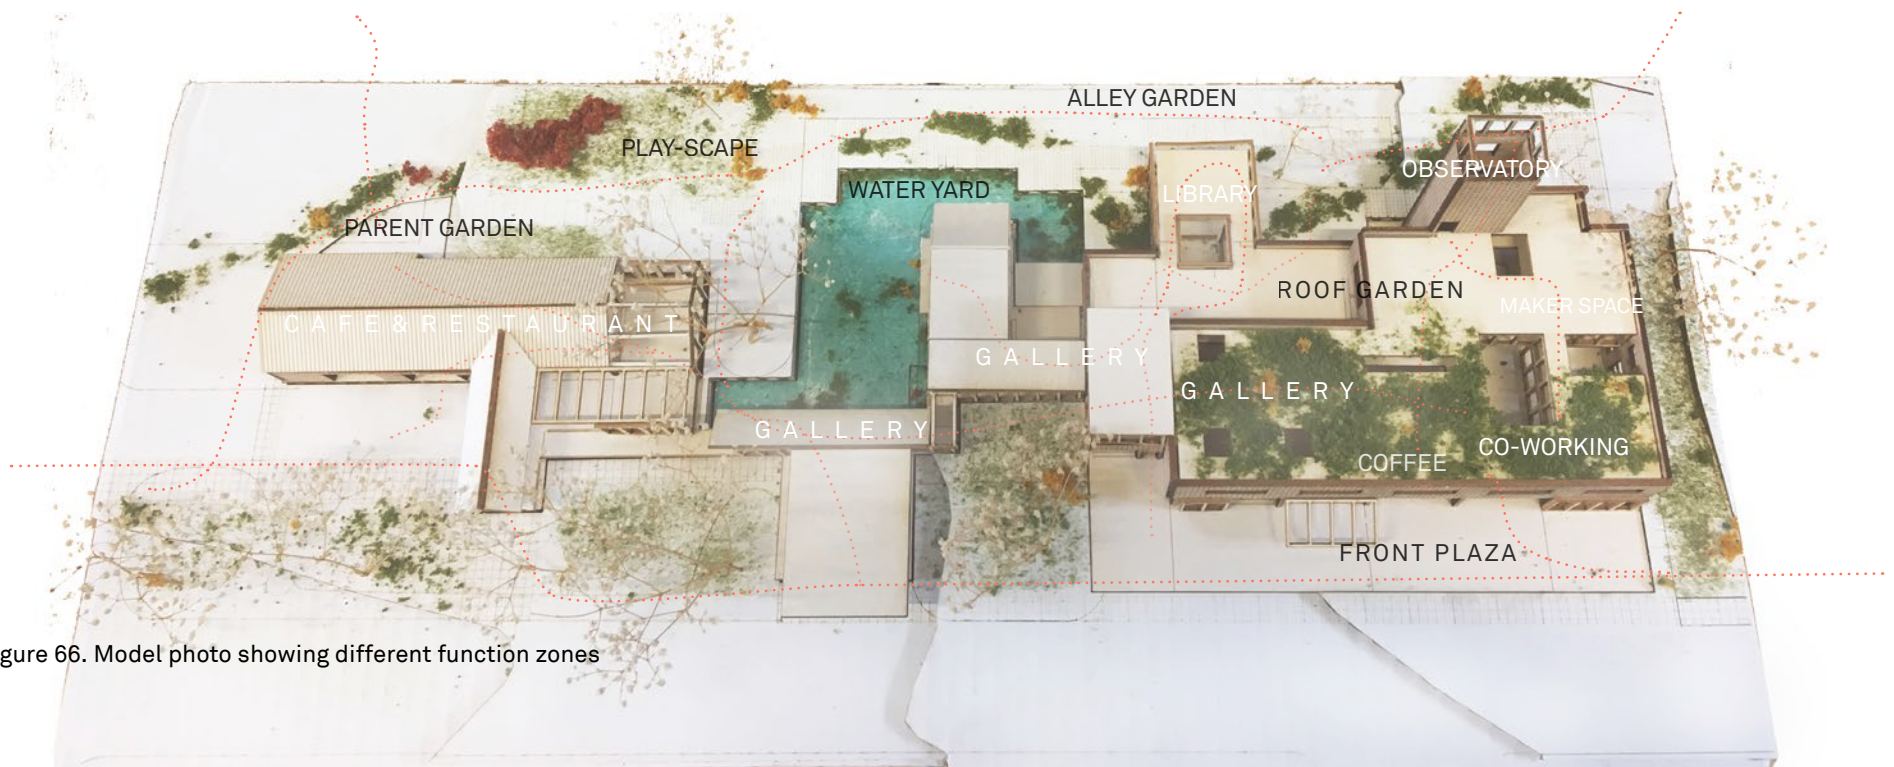 ALLEY GARDEN
PLAY-SCAPE
OBSERVATORY
WATER YARD
LIBRARY
PARENT GARDEN
ROOF GARDEN
MAKER SPACE
CAFE&RESTAURANT
GALLERY
GALLERY
GALLERY
CO-WORKING
COFFEE
FRONT PLAZA
gure 66. Model photo showing different function zones